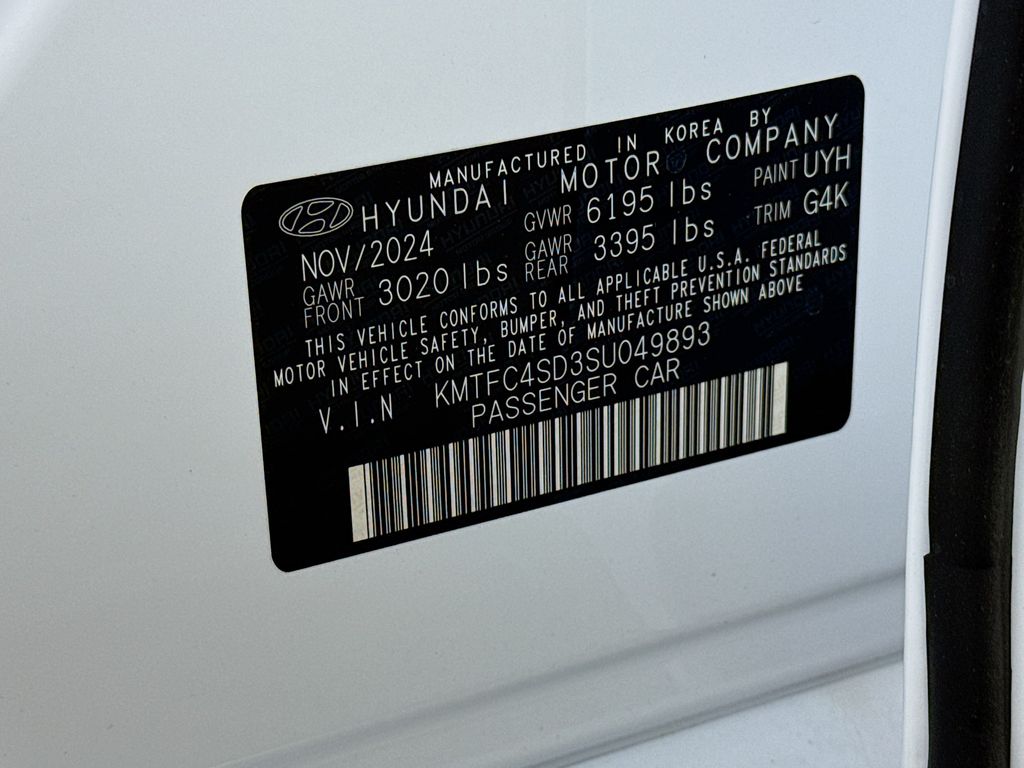 MANUFACTURED IN KOREA BY
HYUNDAI MOTOR COMPANY
NOV/2024 GVWR 6195 lbs PAINT UYH
GAWR FRONT 3020 lbs GAWR REAR 3395 lbs TRIM G4K
THIS VEHICLE CONFORMS TO ALL APPLICABLE U.S.A. FEDERAL
MOTOR VEHICLE SAFETY, BUMPER, AND THEFT PREVENTION STANDARDS
IN EFFECT ON THE DATE OF MANUFACTURE SHOWN ABOVE
V.I.N KMTFC4SD3SU049893
PASSENGER CAR